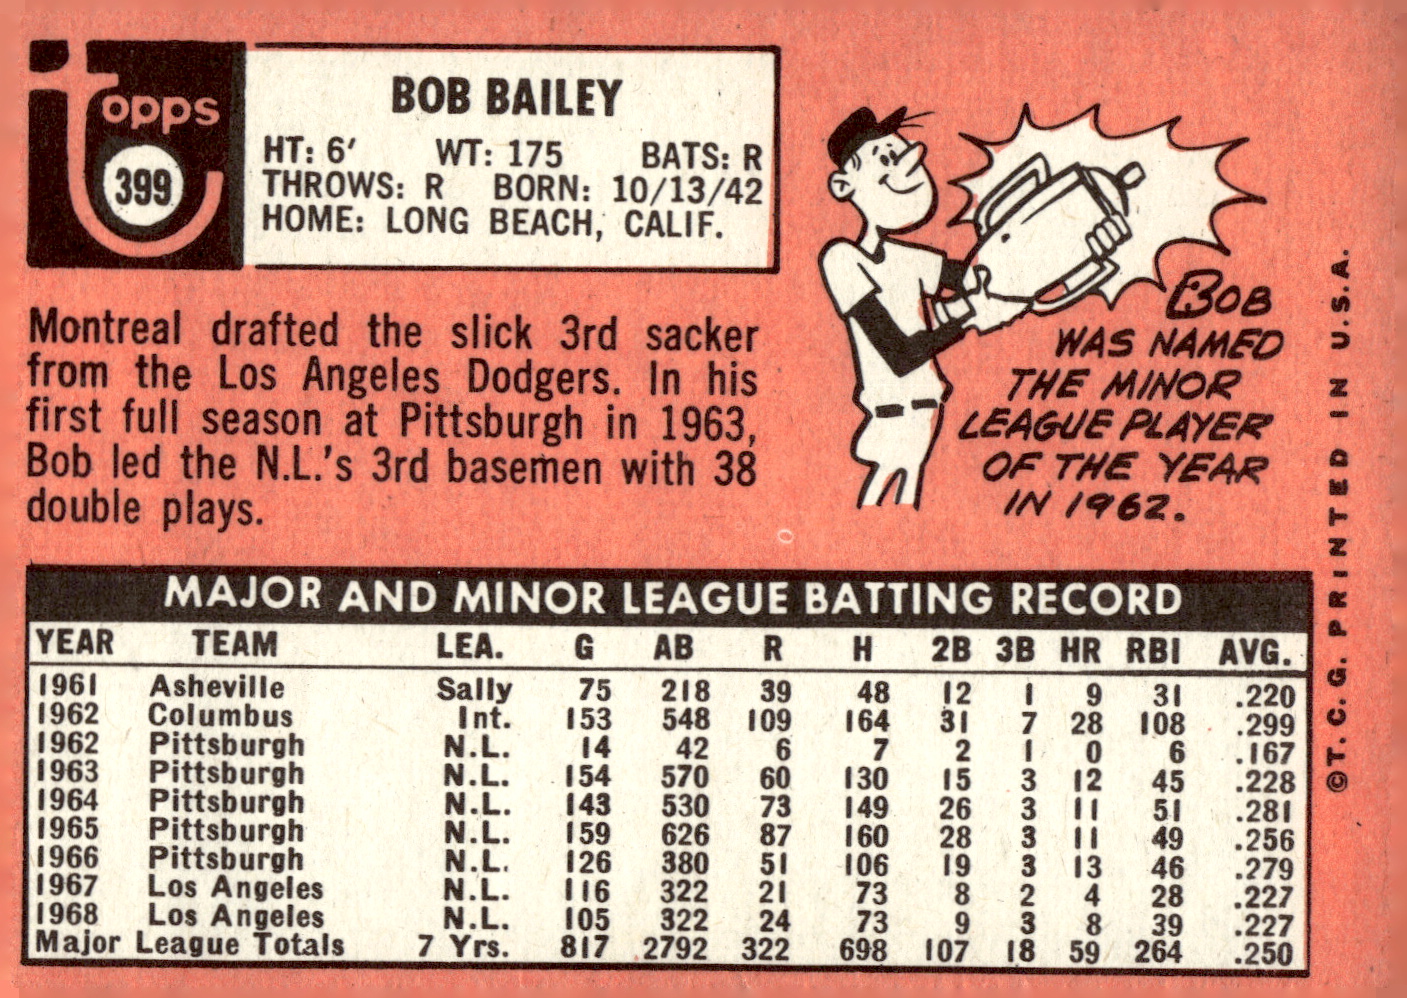 Topps
399
BOB BAILEY
HT: 6' WT: 175 BATS: R
THROWS: R BORN: 10/13/42
HOME: LONG BEACH, CALIF.
Montreal drafted the slick 3rd sacker
from the Los Angeles Dodgers. In his
first full season at Pittsburgh in 1963,
Bob led the N.L.'s 3rd basemen with 38
double plays.
BOB
WAS NAMED
THE MINOR
LEAGUE PLAYER
OF THE YEAR
IN 1962.
MAJOR AND MINOR LEAGUE BATTING RECORD
YEAR TEAM LEA. G AB R H 2B 3B HR RBI AVG.
1961 Asheville Sally 75 218 39 48 12 1 9 31 .220
1962 Columbus Int. 153 548 109 164 31 7 28 108 .299
1962 Pittsburgh N.L. 14 42 6 7 2 1 0 6 .167
1963 Pittsburgh N.L. 154 570 60 130 15 3 12 45 .228
1964 Pittsburgh N.L. 143 530 73 149 26 3 11 51 .281
1965 Pittsburgh N.L. 159 626 87 160 28 3 11 49 .256
1966 Pittsburgh N.L. 126 380 51 106 19 3 13 46 .279
1967 Los Angeles N.L. 116 322 21 73 8 2 4 28 .227
1968 Los Angeles N.L. 105 322 24 73 9 3 8 39 .227
Major League Totals 7 Yrs. 817 2792 322 698 107 18 59 264 .250
©T. C. G. PRINTED IN U.S.A.